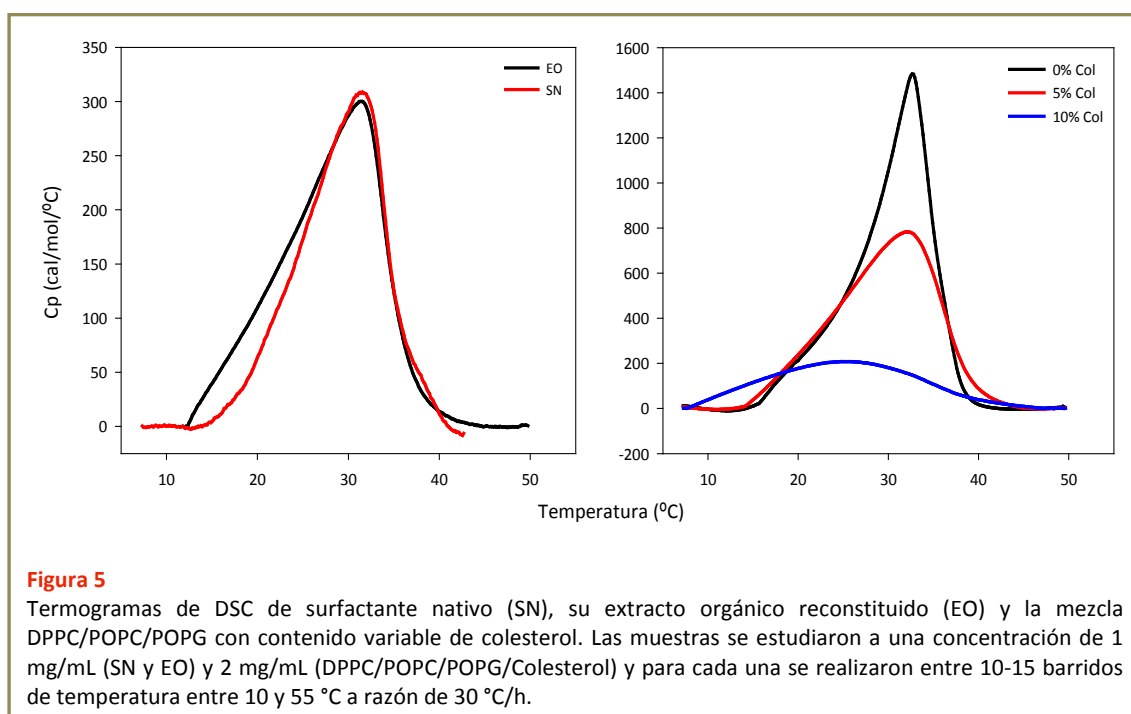 350
300
250
200
150
100
50
0
Cp (cal/mol/ºC)
EO
SN
10
20
30
40
50
1600
1400
1200
1000
800
600
400
200
0
-200
0% Col
5% Col
10% Col
10
20
30
40
50
Temperatura (ºC)
Figura 5
Termogramas de DSC de surfactante nativo (SN), su extracto orgánico reconstituido (EO) y la mezcla
DPPC/POPC/POPG con contenido variable de colesterol. Las muestras se estudiaron a una concentración de 1
mg/mL (SN y EO) y 2 mg/mL (DPPC/POPC/POPG/Colesterol) y para cada una se realizaron entre 10-15 barridos
de temperatura entre 10 y 55 °C a razón de 30 °C/h.